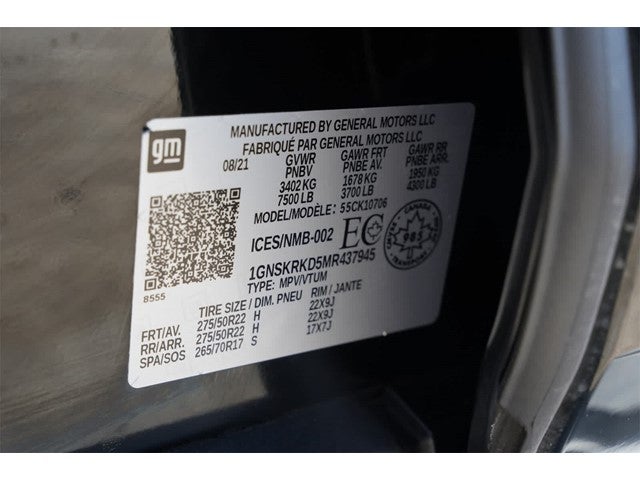 gm
MANUFACTURED BY GENERAL MOTORS LLC
FABRIQUÉ PAR GENERAL MOTORS LLC
08/21 GVWR GAWR FRT GAWR RR
PNBV PNBE AV. PNBE ARR.
3402 KG 1678 KG 1950 KG
7500 LB 3700 LB 4300 LB
MODEL/MODÈLE: 55CK10706
ICES/NMB-002 EC
CANADA 985
1GNSKRKD5MR437945
TYPE: MPV/VTUM
8555
TIRE SIZE / DIM. PNEU RIM / JANTE
FRT/AV. 275/50R22 H 22X9J
RR/ARR. 275/50R22 H 22X9J
SPA/SOS 265/70R17 S 17X7J